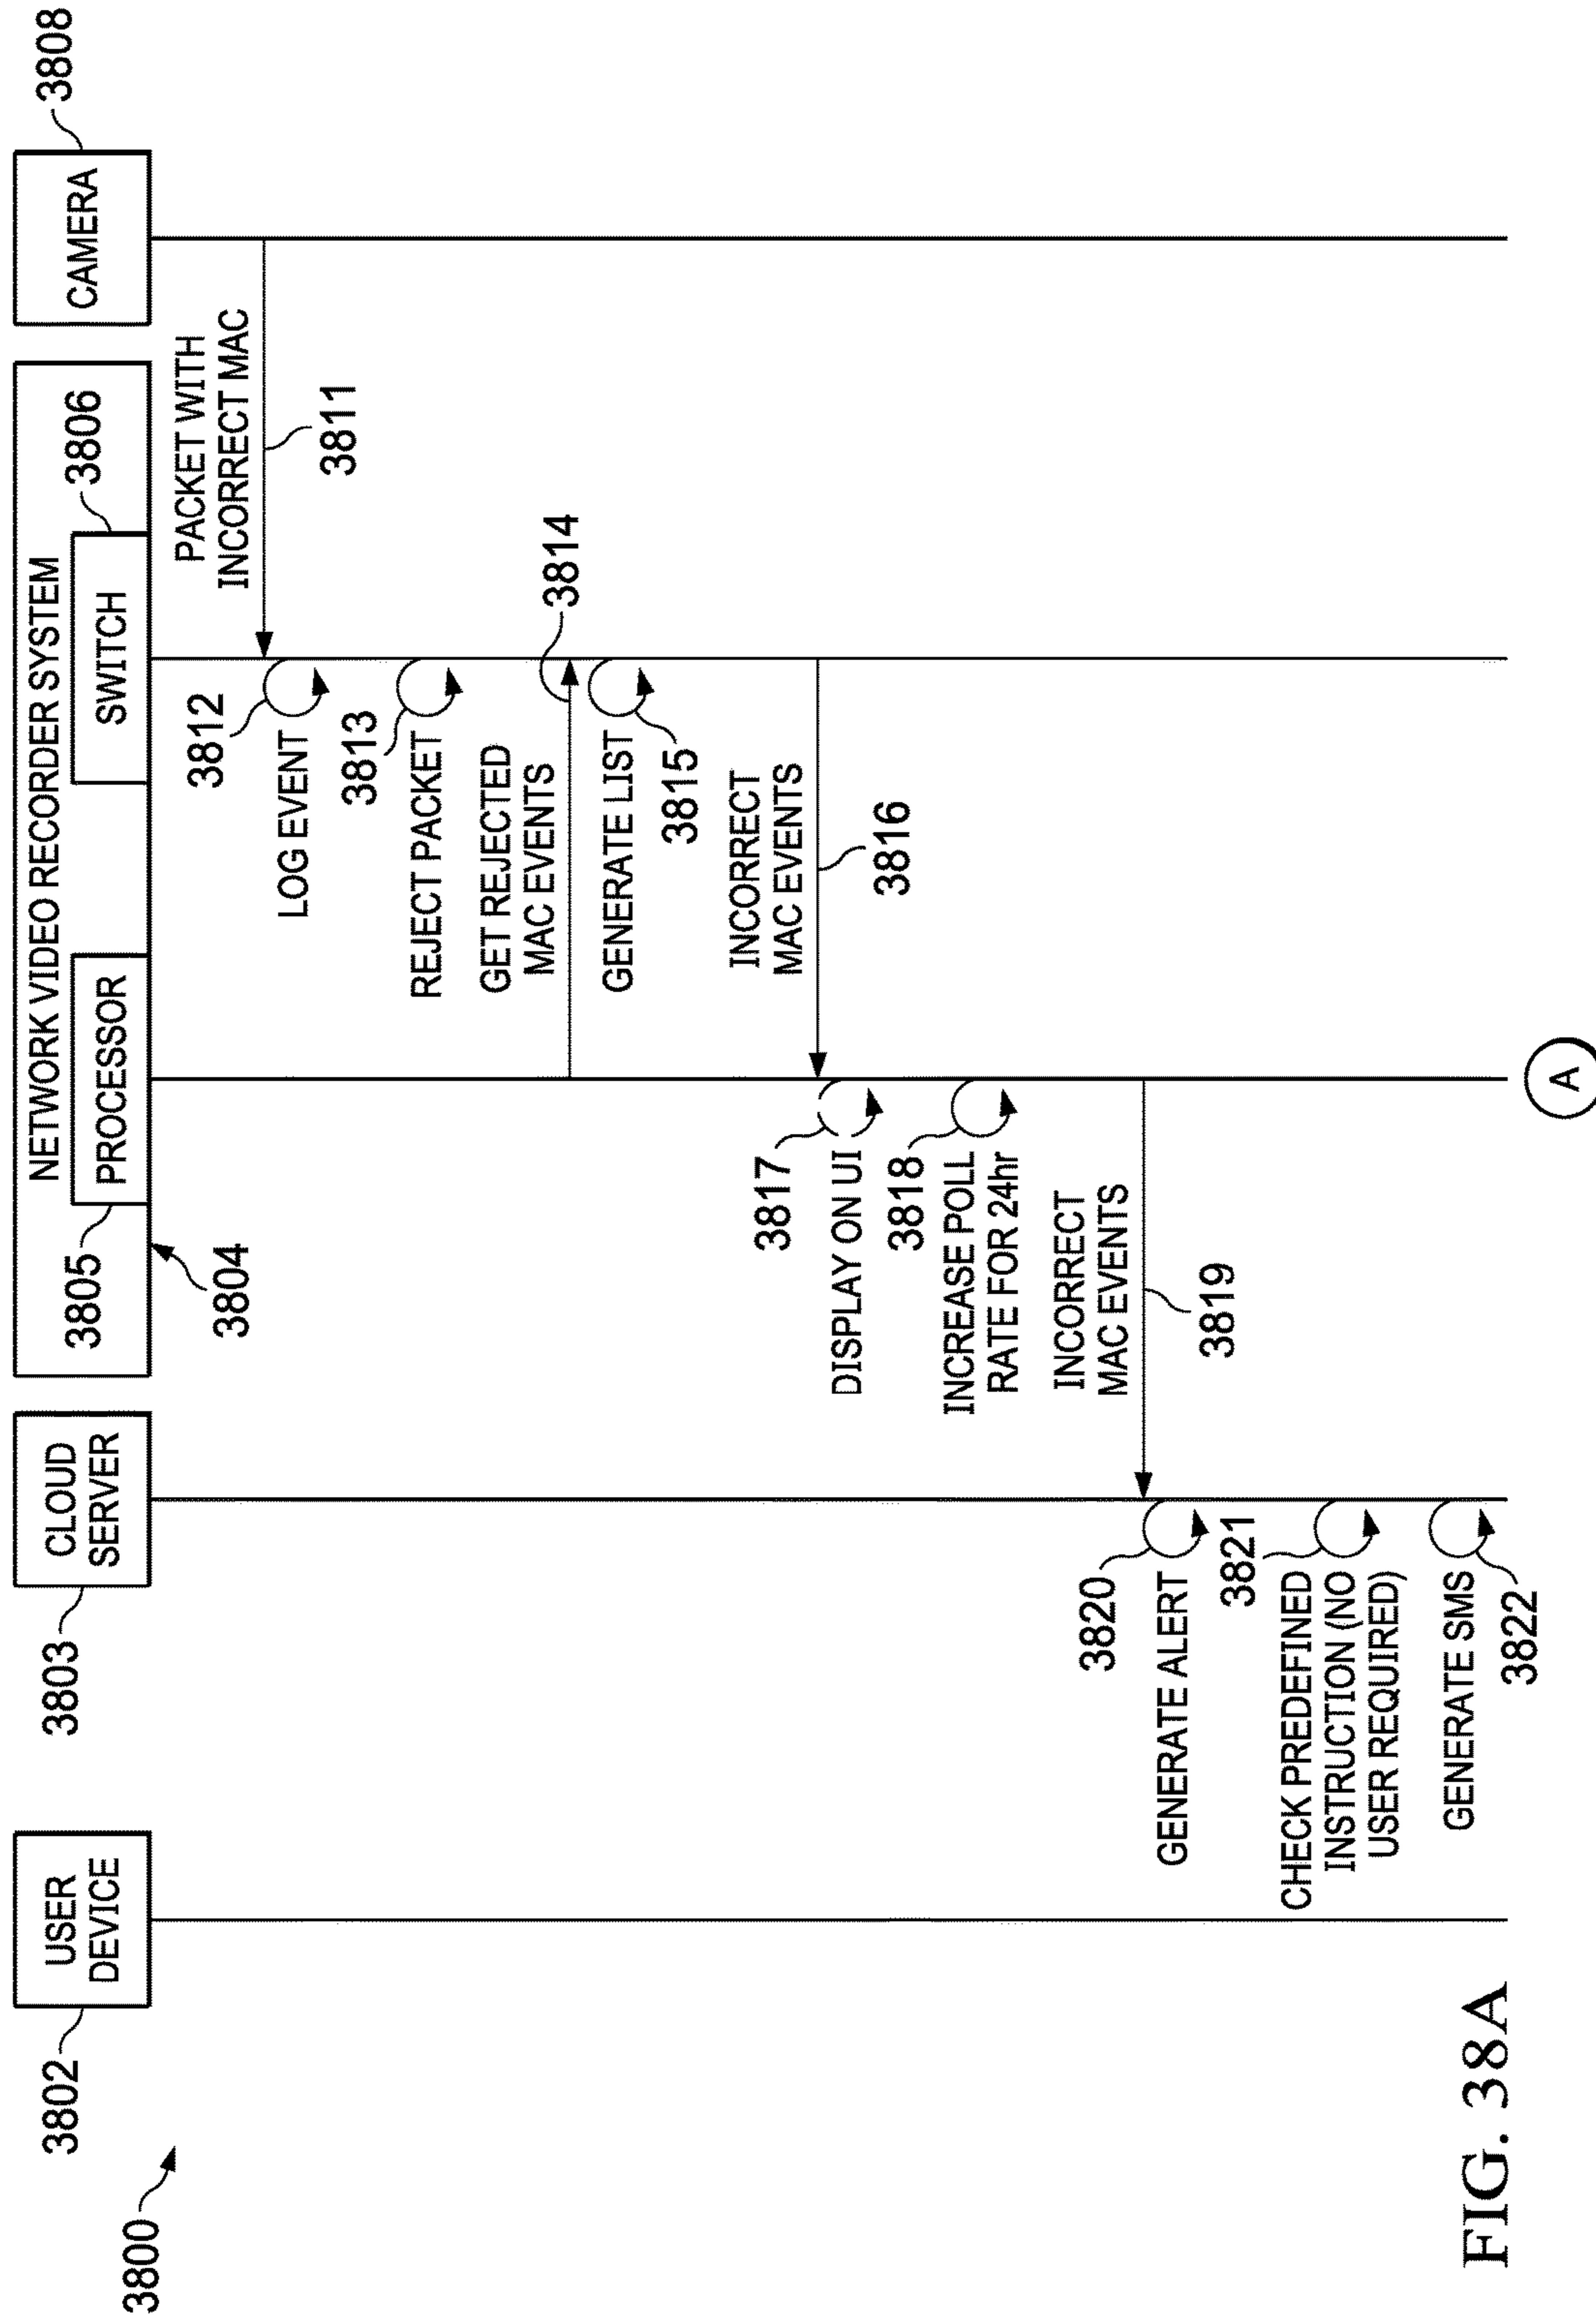 3800
3802
USER
DEVICE
3803
CLOUD
SERVER
NETWORK VIDEO RECORDER SYSTEM
3804
3805
PROCESSOR
SWITCH
3806
CAMERA
3808
PACKET WITH
INCORRECT MAC
3811
3812
LOG EVENT
3813
REJECT PACKET
GET REJECTED
MAC EVENTS
3814
GENERATE LIST
3815
INCORRECT
MAC EVENTS
3816
3817
DISPLAY ON UI
3818
INCREASE POLL
RATE FOR 24hr
INCORRECT
MAC EVENTS
3819
3820
GENERATE ALERT
3821
CHECK PREDEFINED
INSTRUCTION (NO
USER REQUIRED)
GENERATE SMS
3822
A
FIG. 38A